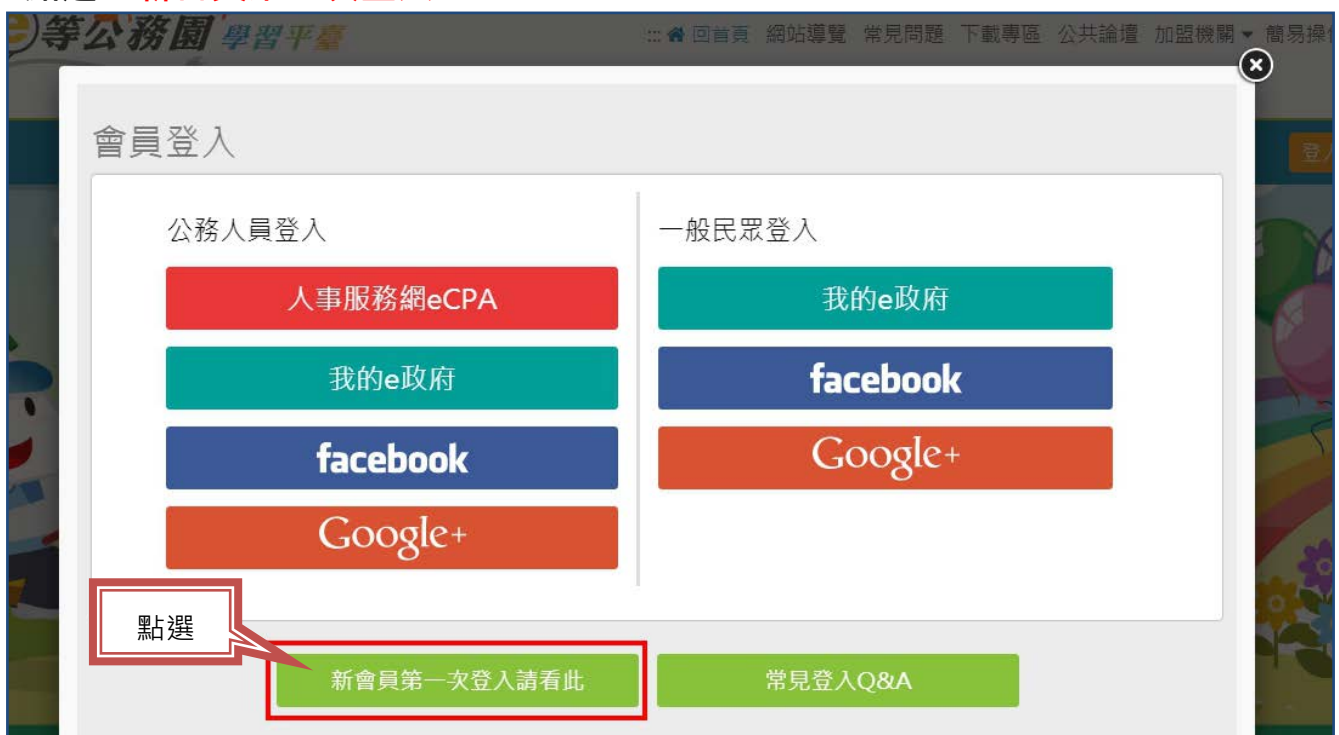 等公務園 學習平臺
::: 回首頁 網站導覽 常見問題 下載專區 公共論壇 加盟機關 簡易操
會員登入
公務人員登入
人事服務網eCPA
我的e政府
facebook
Google+
一般民眾登入
我的e政府
facebook
Google+
點選
新會員第一次登入請看此
常見登入Q&A